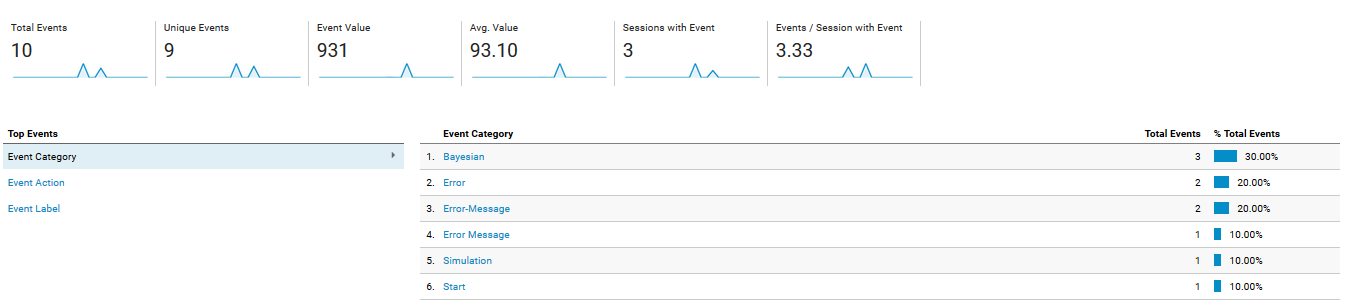 Total Events Unique Events Event Value Avg. Value Sessions with Event Events / Session with Event
10 9 931 93.10 3 3.33
Top Events Event Category Total Events % Total Events
Event Category 1. Bayesian 3 30.00%
Event Action 2. Error 2 20.00%
Event Label 3. Error-Message 2 20.00%
4. Error Message 1 10.00%
5. Simulation 1 10.00%
6. Start 1 10.00%